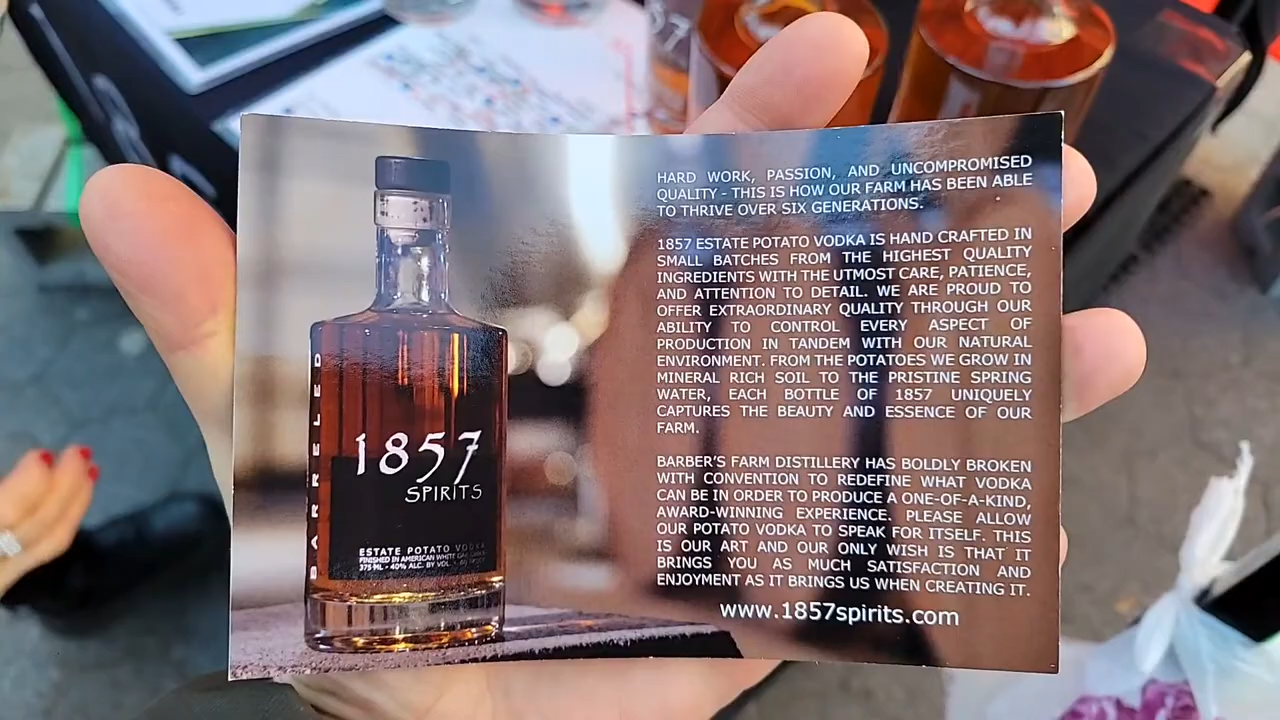 BARRELED
1857
SPIRITS
ESTATE POTATO VODKA
FINISHED IN AMERICAN WHITE OAK
375 ML - 40% ALC. BY VOL
HARD WORK, PASSION, AND UNCOMPROMISED
QUALITY - THIS IS HOW OUR FARM HAS BEEN ABLE
TO THRIVE OVER SIX GENERATIONS.
1857 ESTATE POTATO VODKA IS HAND CRAFTED IN
SMALL BATCHES FROM THE HIGHEST QUALITY
INGREDIENTS WITH THE UTMOST CARE, PATIENCE,
AND ATTENTION TO DETAIL. WE ARE PROUD TO
OFFER EXTRAORDINARY QUALITY THROUGH OUR
ABILITY TO CONTROL EVERY ASPECT OF
PRODUCTION IN TANDEM WITH OUR NATURAL
ENVIRONMENT. FROM THE POTATOES WE GROW IN
MINERAL RICH SOIL TO THE PRISTINE SPRING
WATER, EACH BOTTLE OF 1857 UNIQUELY
CAPTURES THE BEAUTY AND ESSENCE OF OUR
FARM.
BARBER'S FARM DISTILLERY HAS BOLDLY BROKEN
WITH CONVENTION TO REDEFINE WHAT VODKA
CAN BE IN ORDER TO PRODUCE A ONE-OF-A-KIND,
AWARD-WINNING EXPERIENCE. PLEASE ALLOW
OUR POTATO VODKA TO SPEAK FOR ITSELF. THIS
IS OUR ART AND OUR ONLY WISH IS THAT IT
BRINGS YOU AS MUCH SATISFACTION AND
ENJOYMENT AS IT BRINGS US WHEN CREATING IT.
www.1857spirits.com